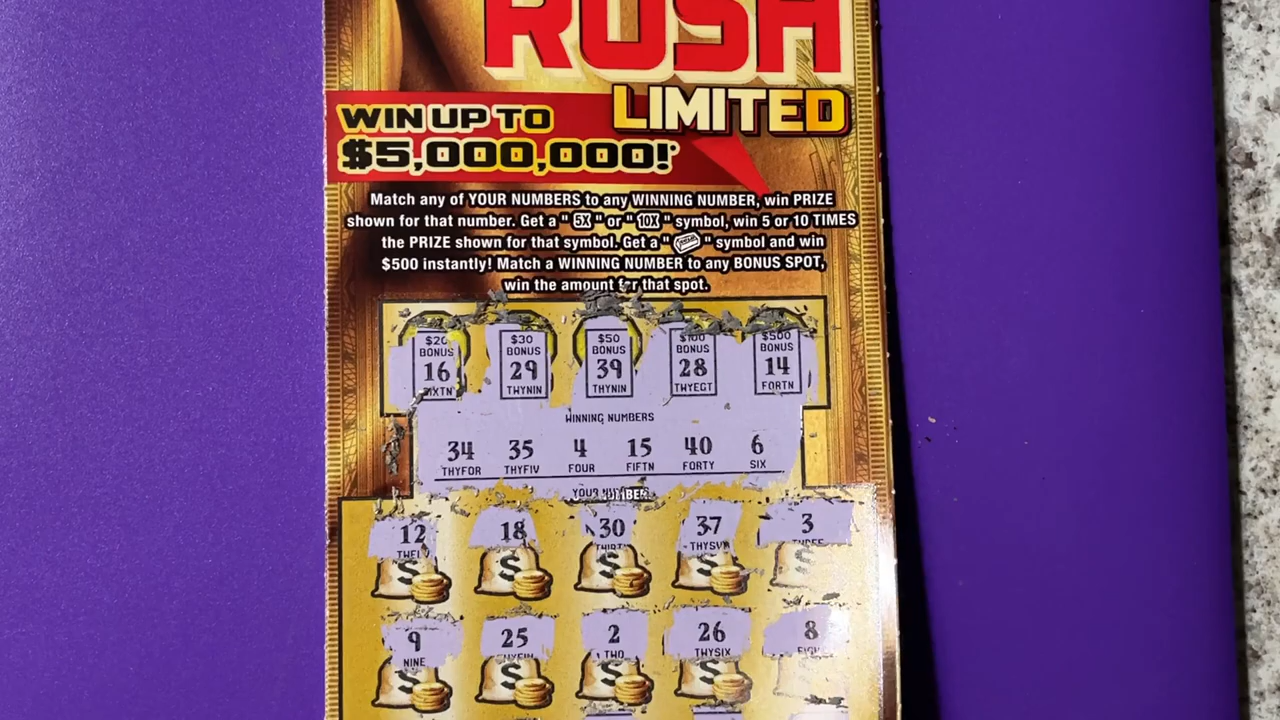 RUSH
LIMITED
WIN UP TO
$5,000,000!*
Match any of YOUR NUMBERS to any WINNING NUMBER, win PRIZE
shown for that number. Get a " 5X " or " 10X " symbol, win 5 or 10 TIMES
the PRIZE shown for that symbol. Get a " " symbol and win
$500 instantly! Match a WINNING NUMBER to any BONUS SPOT,
win the amount for that spot.
$20 $30 $50 $100 $500
BONUS BONUS BONUS BONUS BONUS
16 29 39 28 14
SIXTN THYNIN TWYEGT FORTN
WINNING NUMBERS
34 35 4 15 40 6
THYFOR THYFIV FOUR FIFTN FORTY SIX
YOUR NUMBERS
12 18 30 37 3
THIRTY THYSVN THREE
$ $ $ $ $
9 25 2 26 8
NINE TWO TWYSIX
$ $ $ $